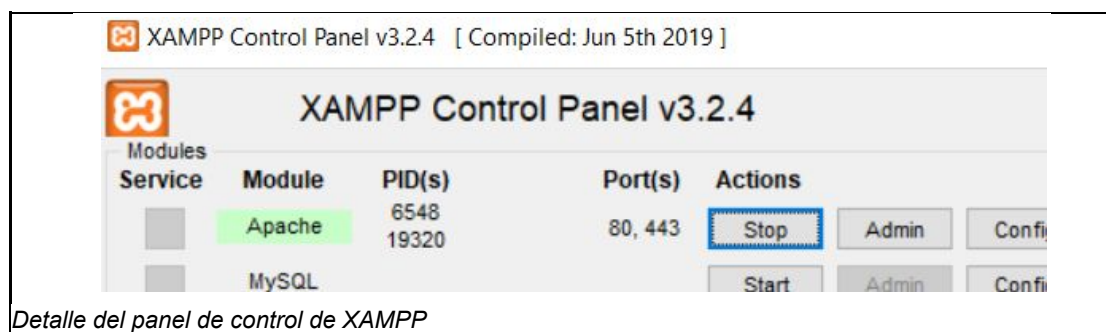 XAMPP Control Panel v3.2.4 [ Compiled: Jun 5th 2019 ]
XAMPP Control Panel v3.2.4
Modules
Service Module PID(s) Port(s) Actions
Apache 6548 19320 80, 443 Stop Admin Config
MySQL Start Admin Config
Detalle del panel de control de XAMPP